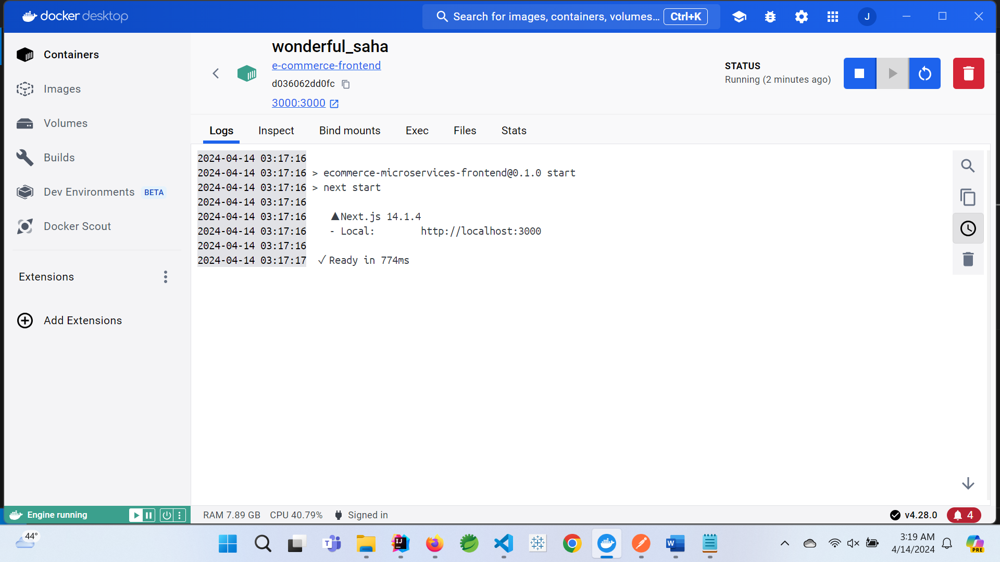 docker desktop
Search for images, containers, volumes... Ctrl+K
J
Containers
Images
Volumes
Builds
Dev Environments BETA
Docker Scout
Extensions
Add Extensions
wonderful_saha
e-commerce-frontend
d036062dd0fc
3000:3000
STATUS
Running (2 minutes ago)
Logs Inspect Bind mounts Exec Files Stats
2024-04-14 03:17:16
2024-04-14 03:17:16 > ecommerce-microservices-frontend@0.1.0 start
2024-04-14 03:17:16 > next start
2024-04-14 03:17:16
2024-04-14 03:17:16 ▲Next.js 14.1.4
2024-04-14 03:17:16 - Local: http://localhost:3000
2024-04-14 03:17:16
2024-04-14 03:17:17 ✓ Ready in 774ms
Engine running
RAM 7.89 GB CPU 40.79% Signed in
v4.28.0
4
44°
T
IJ
W
3:19 AM
4/14/2024
PRE